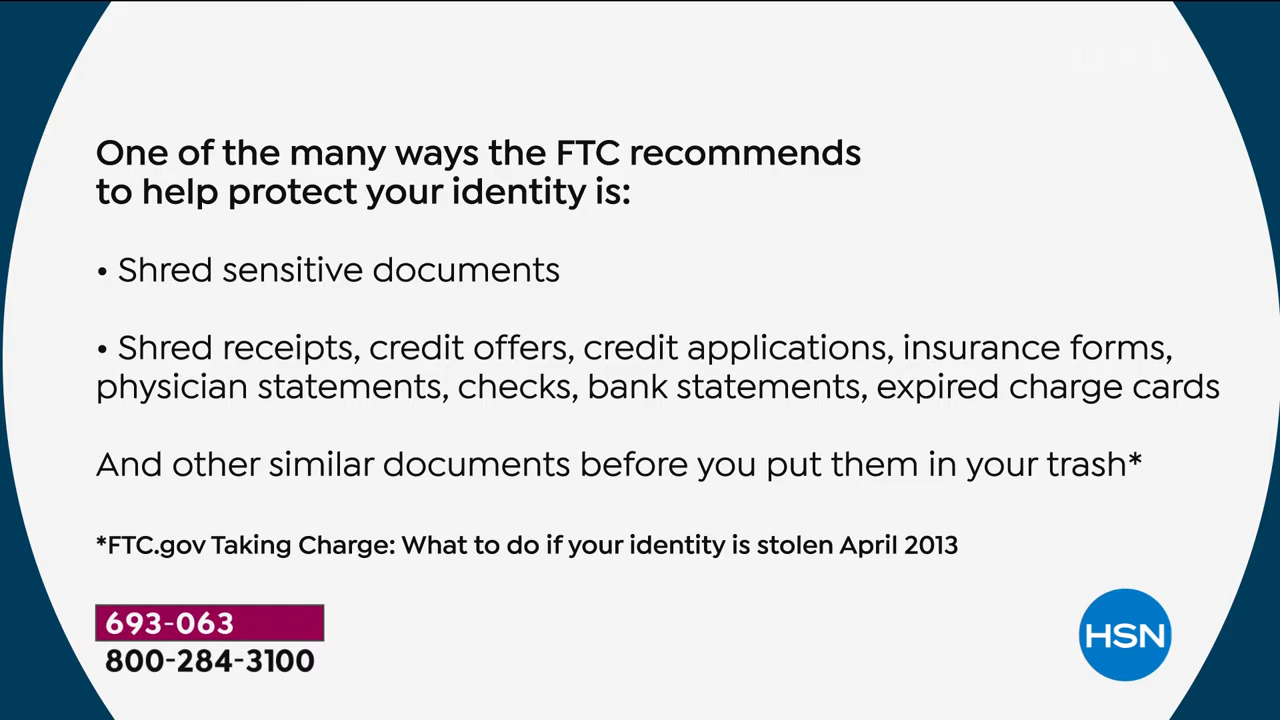 One of the many ways the FTC recommends
to help protect your identity is:
• Shred sensitive documents
• Shred receipts, credit offers, credit applications, insurance forms,
physician statements, checks, bank statements, expired charge cards
And other similar documents before you put them in your trash*
*FTC.gov Taking Charge: What to do if your identity is stolen April 2013
693-063
800-284-3100
HSN